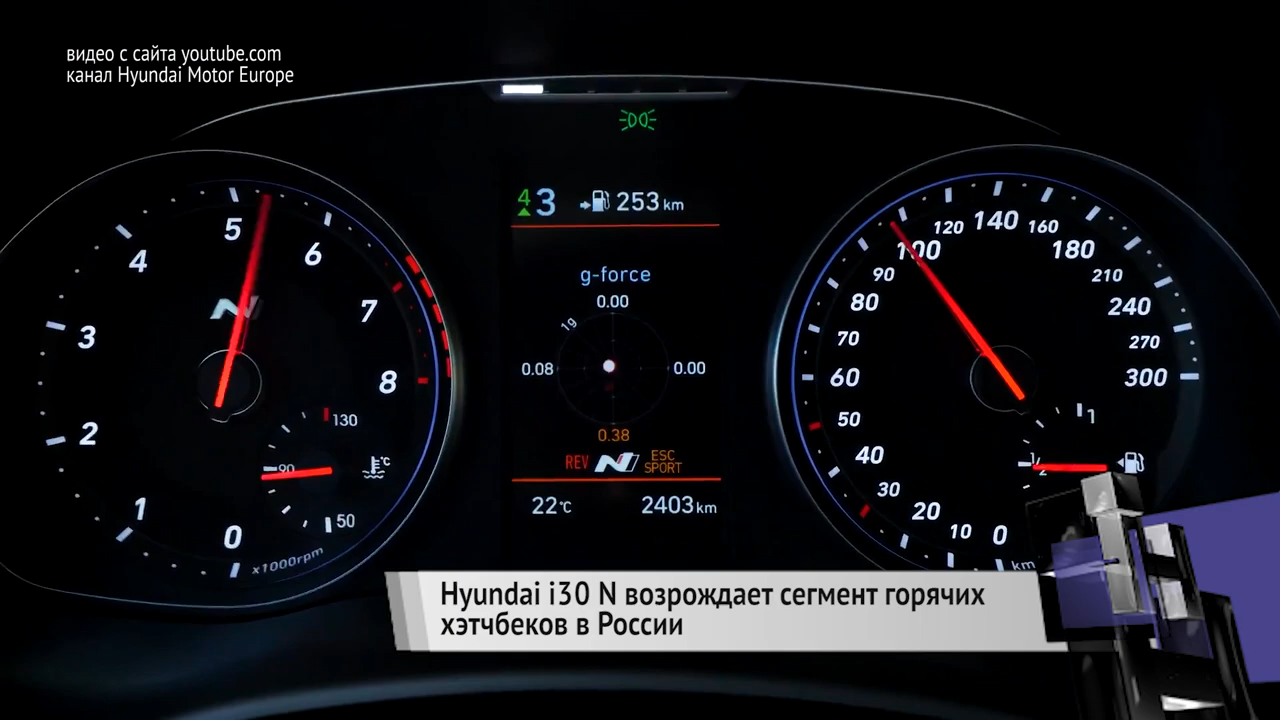 видео с сайта youtube.com
канал Hyundai Motor Europe
4 3 253 km
g-force
0.00
1g
0.08 0.00
0.38
REV N ESC
SPORT
22°C 2403 km
0 1 2 3 4 5 6 7 8
x1000rpm
N
130
90
50
°C
0 10 20 30 40 50 60 70 80 90 100 120 140 160 180 210 240 270 300
km
1
1/2
Hyundai i30 N возрождает сегмент горячих
хэтчбеков в России